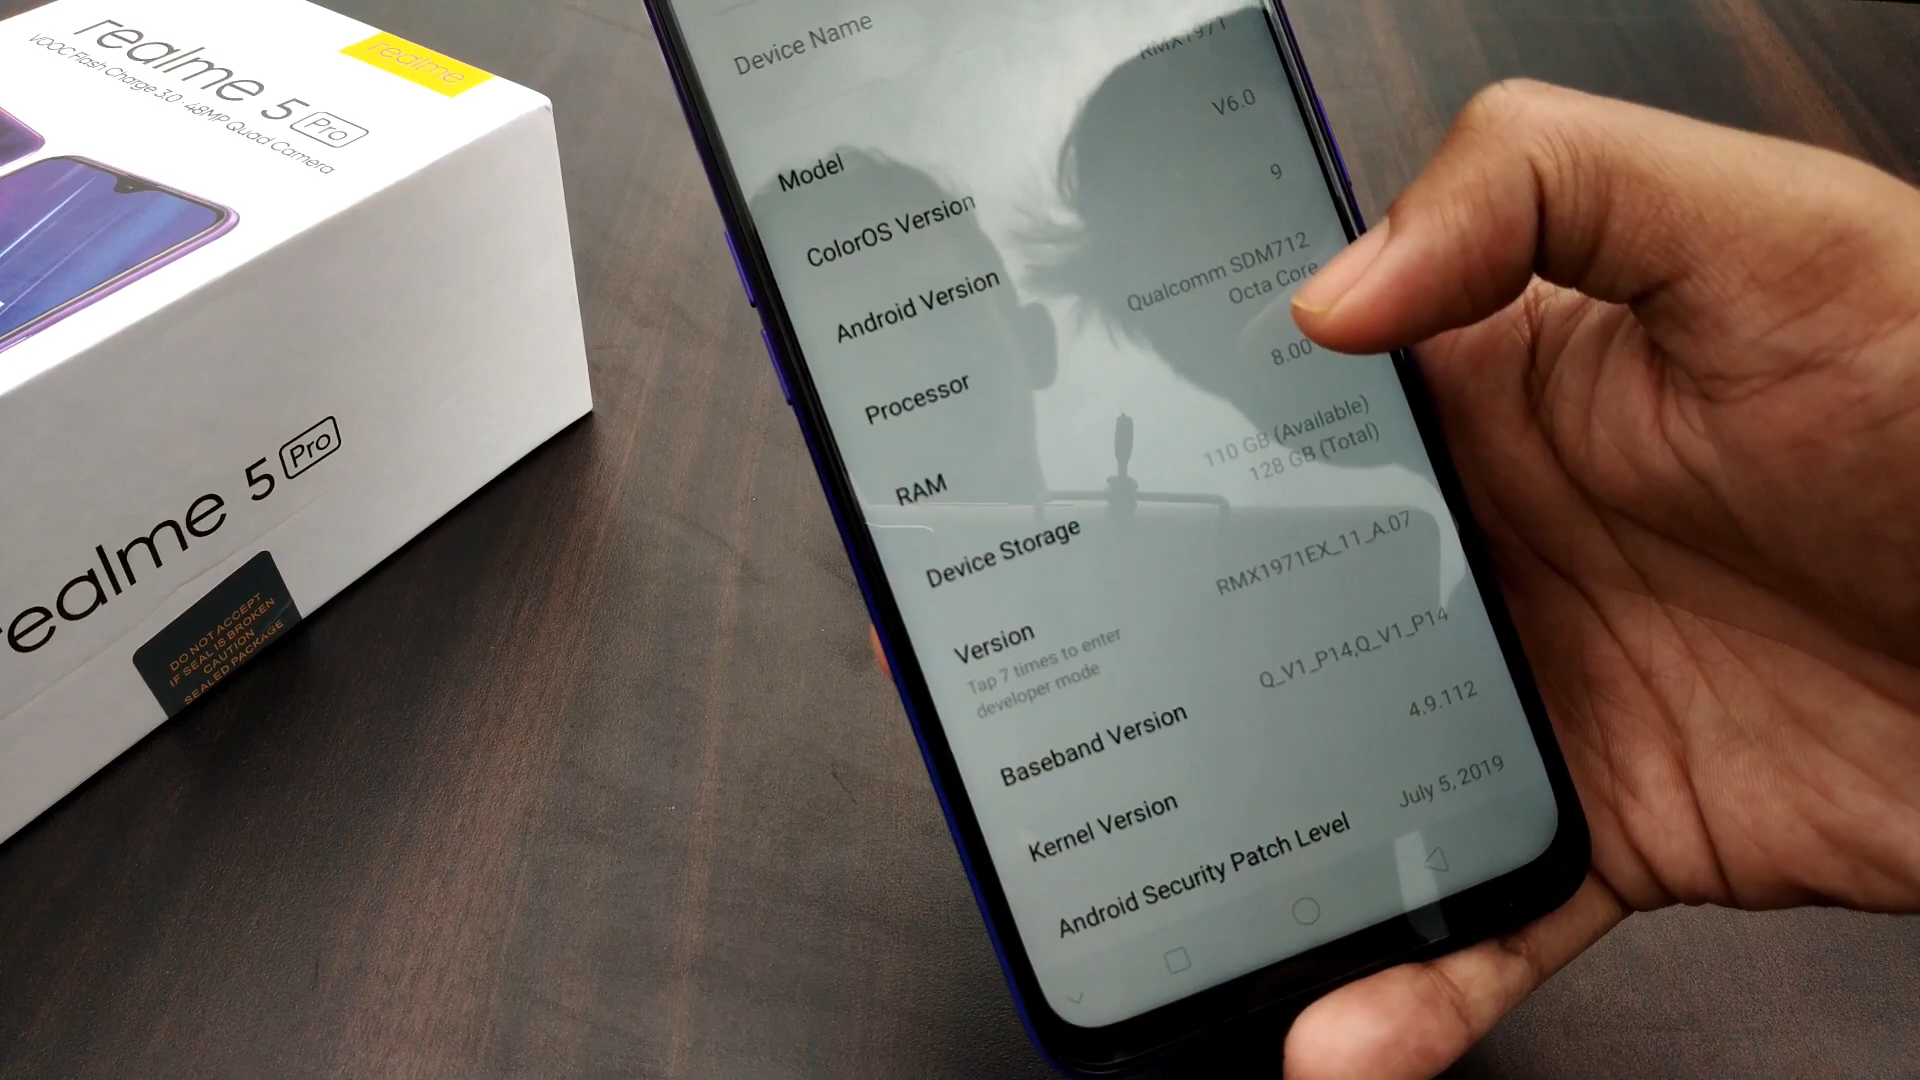 realme 5 Pro
VOOC Flash Charge 3.0 · 48MP Quad Camera
realme
realme 5 Pro
DO NOT ACCEPT
IF SEAL IS BROKEN
CAUTION
SEALED PACKAGE
Device Name
Model RMX1971
ColorOS Version V6.0
Android Version 9
Processor Qualcomm SDM712
Octa Core
RAM 8.00
Device Storage 110 GB (Available)
128 GB (Total)
Version RMX1971EX_11_A.07
Tap 7 times to enter
developer mode
Baseband Version Q_V1_P14,Q_V1_P14
Kernel Version 4.9.112
Android Security Patch Level July 5, 2019